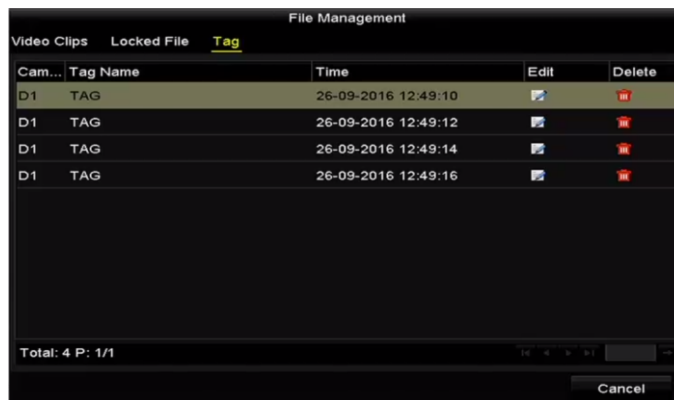 File Management
Video Clips Locked File Tag
Cam... Tag Name Time Edit Delete
D1 TAG 26-09-2016 12:49:10
D1 TAG 26-09-2016 12:49:12
D1 TAG 26-09-2016 12:49:14
D1 TAG 26-09-2016 12:49:16
Total: 4 P: 1/1
Cancel